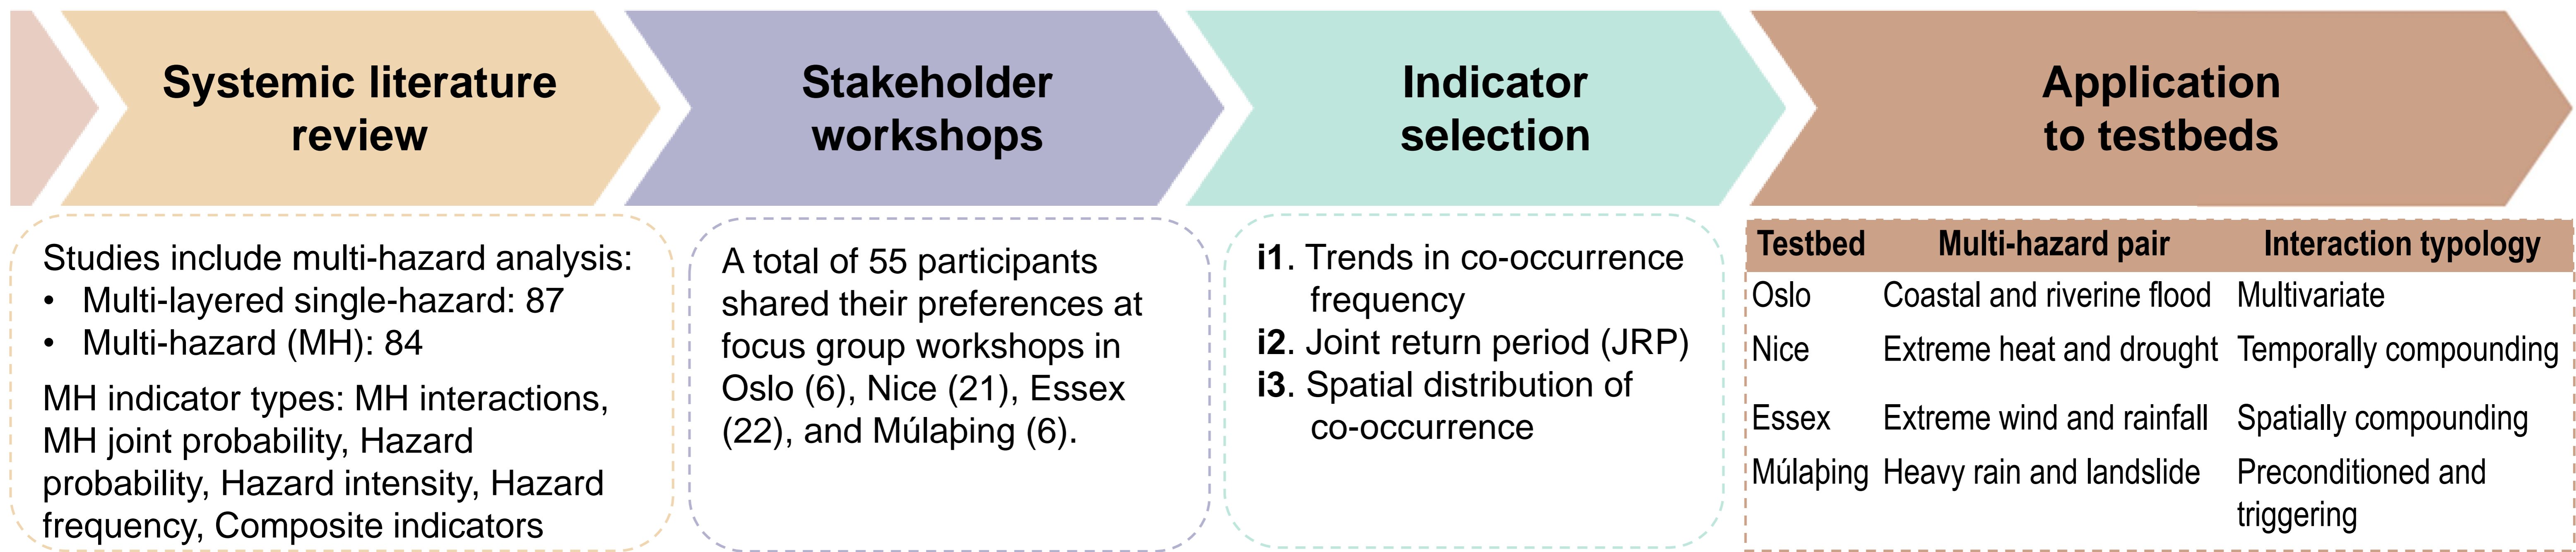 Systemic literature
review
Stakeholder
workshops
Indicator
selection
Application
to testbeds
Studies include multi-hazard analysis:
• Multi-layered single-hazard: 87
• Multi-hazard (MH): 84
MH indicator types: MH interactions,
MH joint probability, Hazard
probability, Hazard intensity, Hazard
frequency, Composite indicators
A total of 55 participants
shared their preferences at
focus group workshops in
Oslo (6), Nice (21), Essex
(22), and Múlaþing (6).
i1. Trends in co-occurrence
frequency
i2. Joint return period (JRP)
i3. Spatial distribution of
co-occurrence
Testbed Multi-hazard pair Interaction typology
Oslo Coastal and riverine flood Multivariate
Nice Extreme heat and drought Temporally compounding
Essex Extreme wind and rainfall Spatially compounding
Múlaþing Heavy rain and landslide Preconditioned and
triggering